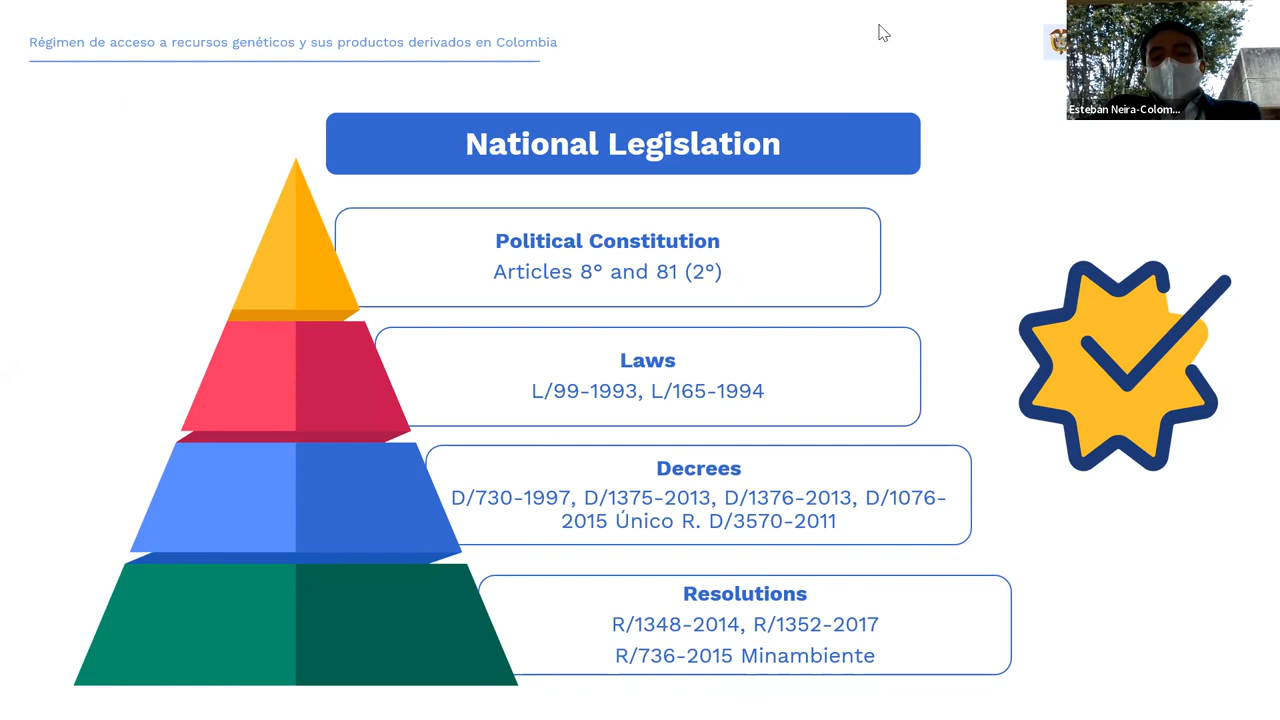 Régimen de acceso a recursos genéticos y sus productos derivados en Colombia
Esteban Neira-Colom...
National Legislation
Political Constitution
Articles 8° and 81 (2°)
Laws
L/99-1993, L/165-1994
Decrees
D/730-1997, D/1375-2013, D/1376-2013, D/1076-
2015 Único R. D/3570-2011
Resolutions
R/1348-2014, R/1352-2017
R/736-2015 Minambiente